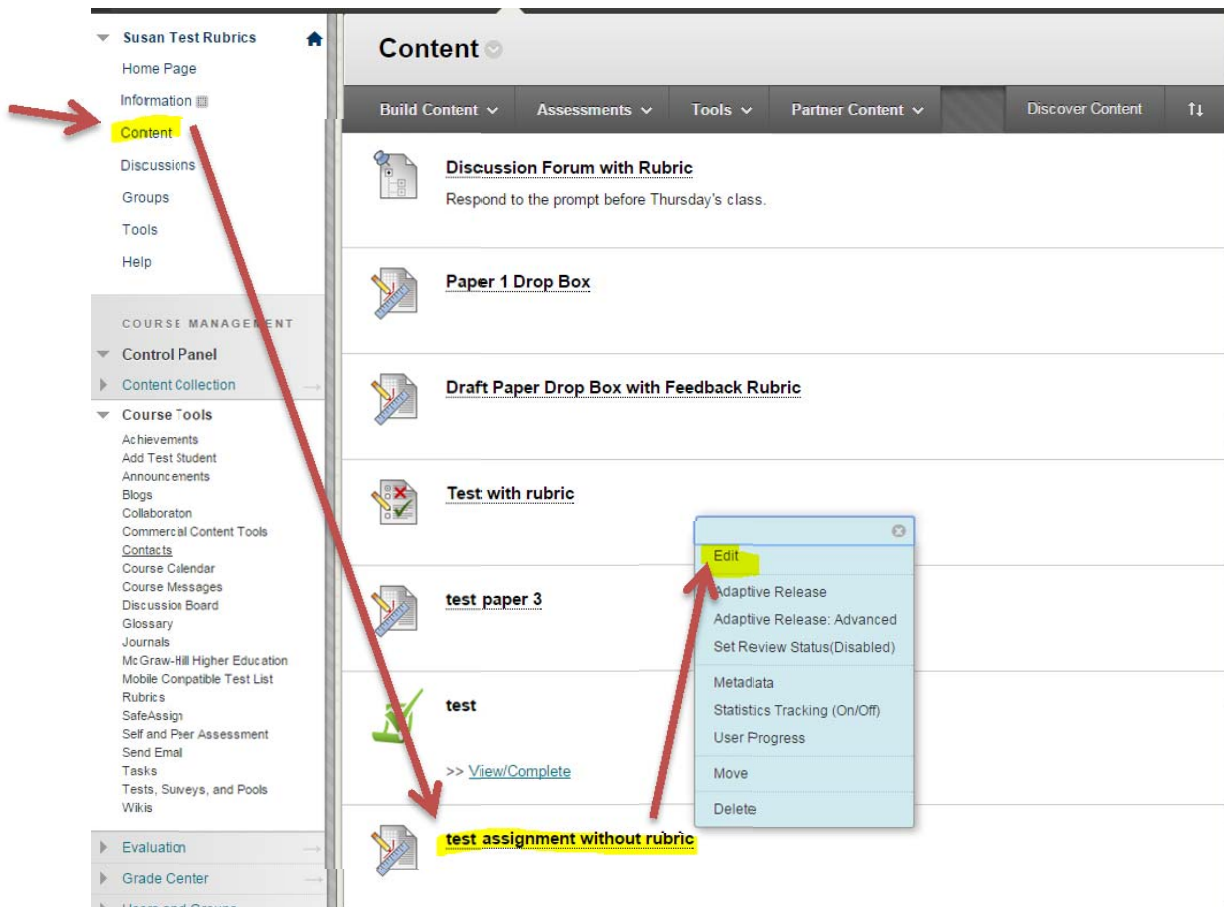 Susan Test Rubrics
Home Page
Information
Content
Discussions
Groups
Tools
Help
COURSE MANAGEMENT
Control Panel
Content Collection
Course Tools
Achievements
Add Test Student
Announcements
Blogs
Collaboraton
Commercial Content Tools
Contacts
Course Calendar
Course Messages
Discussion Board
Glossary
Journals
McGraw-Hill Higher Education
Mobile Compatible Test List
Rubrics
SafeAssign
Self and Peer Assessment
Send Email
Tasks
Tests, Surveys, and Pools
Wikis
Evaluation
Grade Center
Users and Groups
Content
Build Content Assessments Tools Partner Content Discover Content
Discussion Forum with Rubric
Respond to the prompt before Thursday's class.
Paper 1 Drop Box
Draft Paper Drop Box with Feedback Rubric
Test with rubric
test paper 3
test
>> View/Complete
test assignment without rubric
Edit
Adaptive Release
Adaptive Release: Advanced
Set Review Status(Disabled)
Metadata
Statistics Tracking (On/Off)
User Progress
Move
Delete